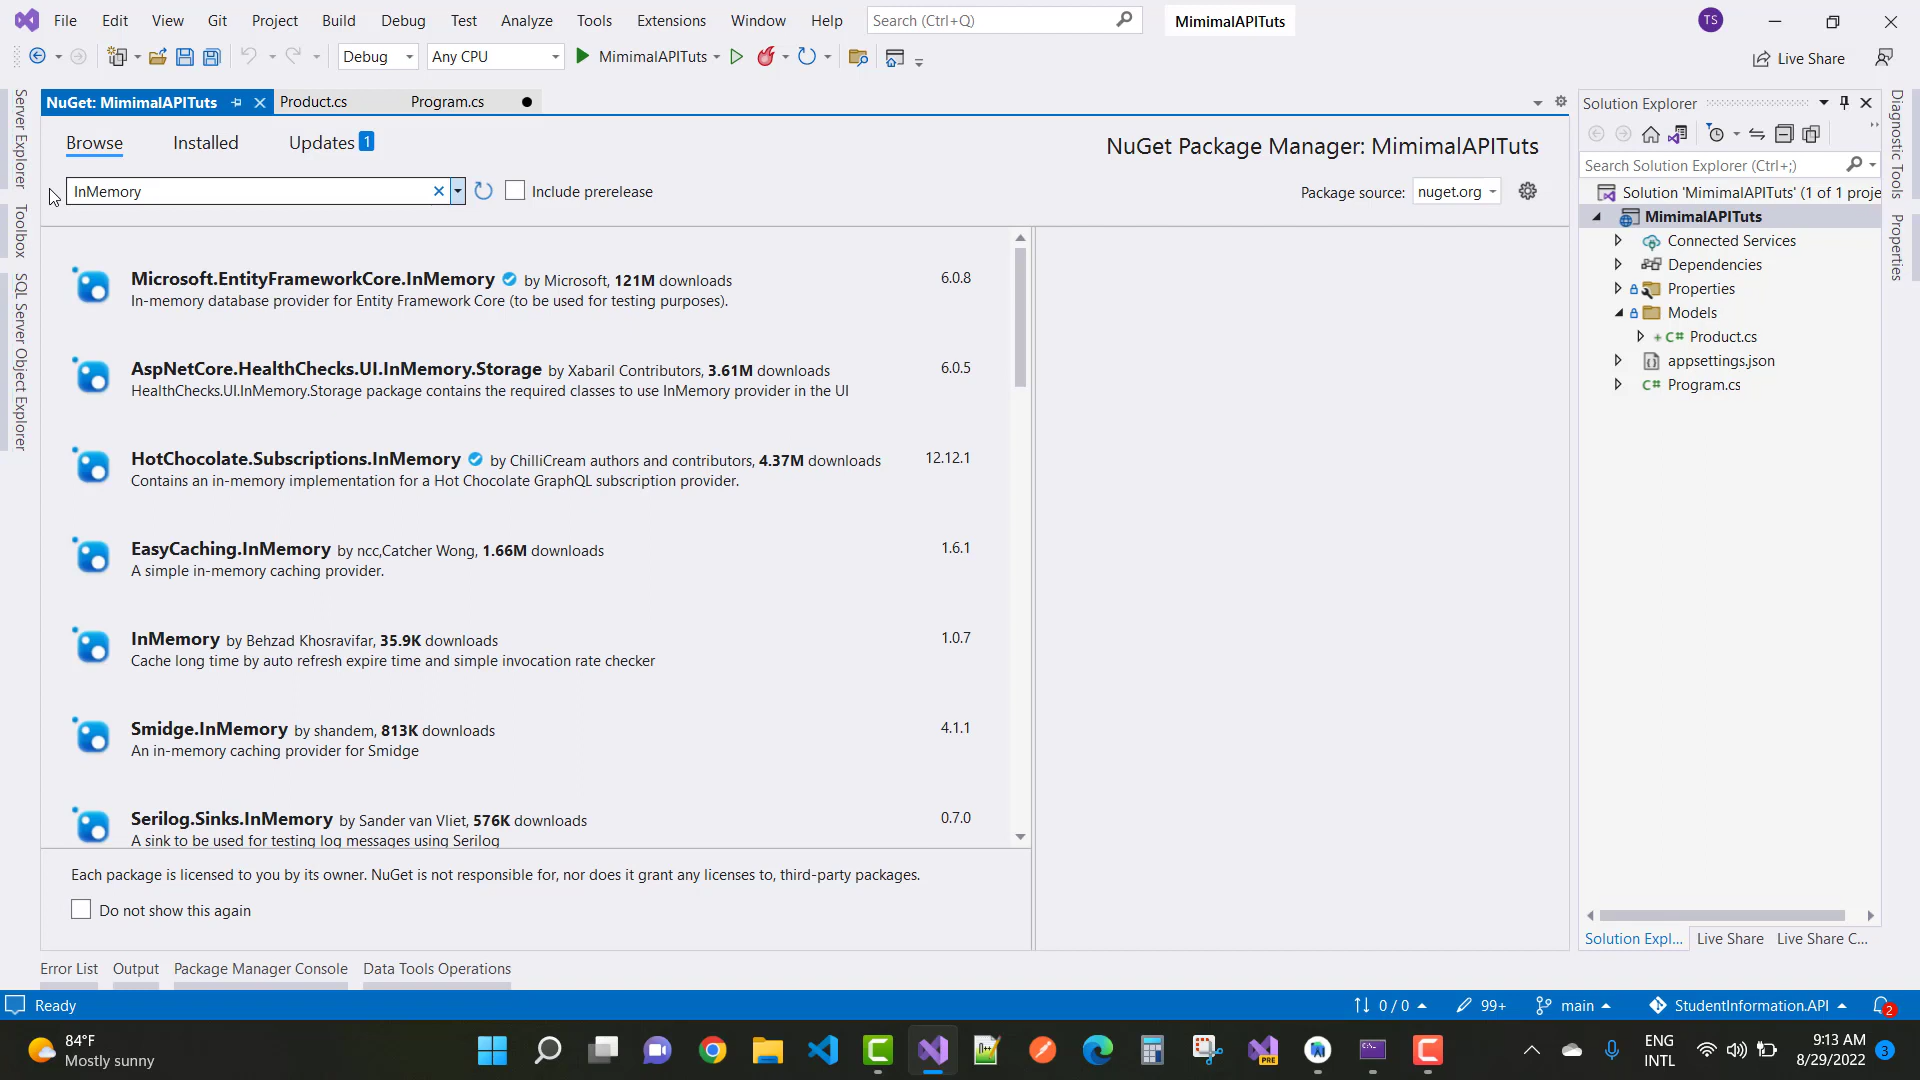 File Edit View Git Project Build Debug Test Analyze Tools Extensions Window Help Search (Ctrl+Q) MimimalAPITuts TS
Debug Any CPU MimimalAPITuts Live Share
NuGet: MimimalAPITuts Product.cs Program.cs
Browse Installed Updates 1
NuGet Package Manager: MimimalAPITuts
InMemory Include prerelease Package source: nuget.org
Microsoft.EntityFrameworkCore.InMemory by Microsoft, 121M downloads 6.0.8
In-memory database provider for Entity Framework Core (to be used for testing purposes).
AspNetCore.HealthChecks.UI.InMemory.Storage by Xabaril Contributors, 3.61M downloads 6.0.5
HealthChecks.UI.InMemory.Storage package contains the required classes to use InMemory provider in the UI
HotChocolate.Subscriptions.InMemory by ChilliCream authors and contributors, 4.37M downloads 12.12.1
Contains an in-memory implementation for a Hot Chocolate GraphQL subscription provider.
EasyCaching.InMemory by ncc,Catcher Wong, 1.66M downloads 1.6.1
A simple in-memory caching provider.
InMemory by Behzad Khosravifar, 35.9K downloads 1.0.7
Cache long time by auto refresh expire time and simple invocation rate checker
Smidge.InMemory by shandem, 813K downloads 4.1.1
An in-memory caching provider for Smidge
Serilog.Sinks.InMemory by Sander van Vliet, 576K downloads 0.7.0
A sink to be used for testing log messages using Serilog
Each package is licensed to you by its owner. NuGet is not responsible for, nor does it grant any licenses to, third-party packages.
Do not show this again
Server Explorer
Toolbox
SQL Server Object Explorer
Solution Explorer
Search Solution Explorer (Ctrl+;)
Solution 'MimimalAPITuts' (1 of 1 proje
MimimalAPITuts
Connected Services
Dependencies
Properties
Models
C# Product.cs
appsettings.json
C# Program.cs
Solution Expl... Live Share Live Share C...
Diagnostic Tools
Properties
Error List Output Package Manager Console Data Tools Operations
Ready 0 / 0 99+ main StudentInformation.API 2
84°F
Mostly sunny
PRE
ENG
INTL
9:13 AM
8/29/2022
3